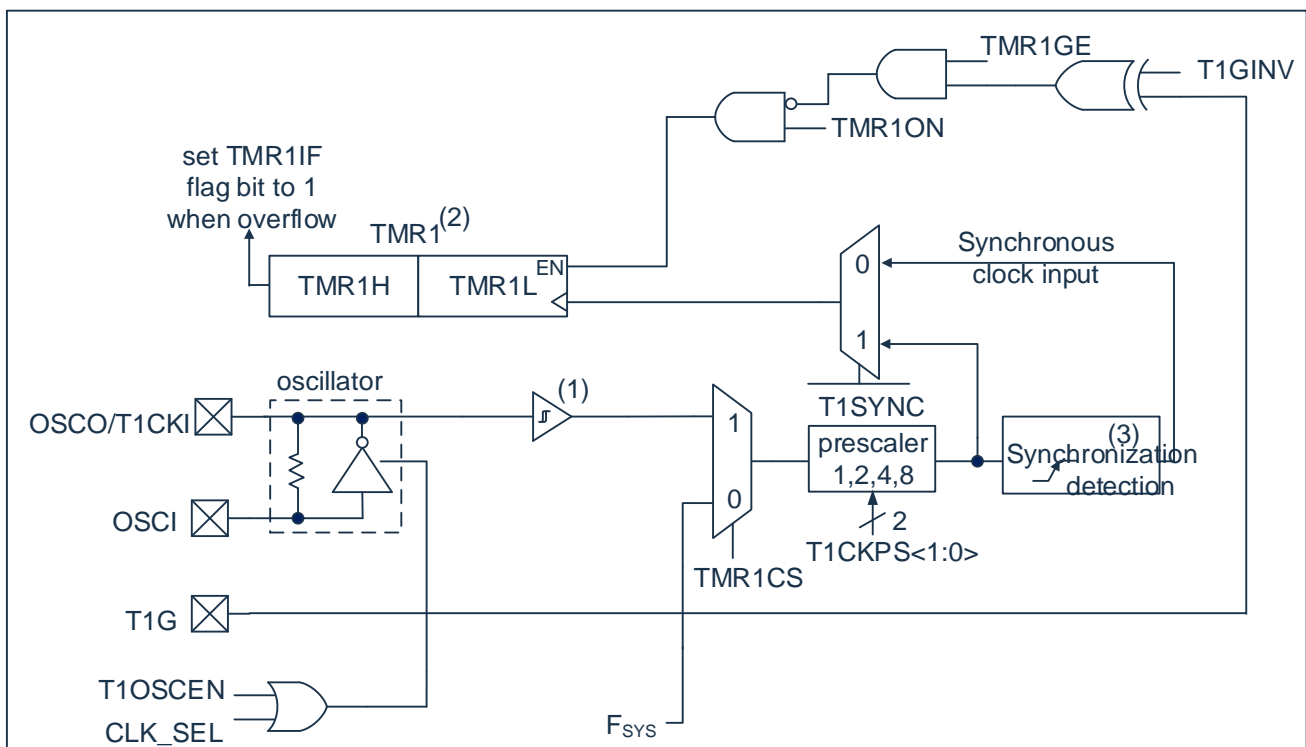 TMR1GE
T1GINV
TMR1ON
set TMR1IF
flag bit to 1
when overflow
TMR1(2)
EN
TMR1H
TMR1L
0
Synchronous
clock input
1
T1SYNC
oscillator
(1)
OSCO/T1CKI
OSCI
1
0
TMR1CS
prescaler
1,2,4,8
2
T1CKPS<1:0>
(3)
Synchronization
detection
T1G
T1OSCEN
CLK_SEL
FSYS